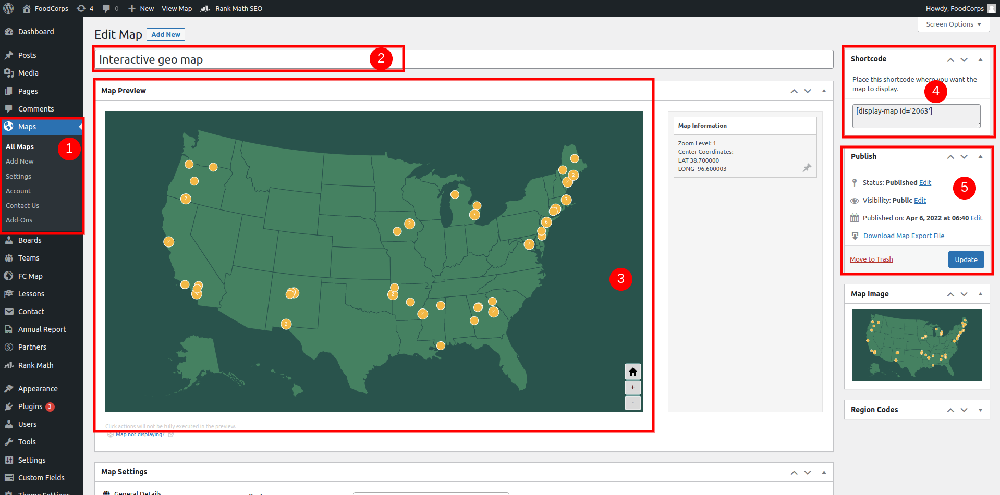 FoodCorps 4 0 New View Map Rank Math SEO Howdy, FoodCorps
Screen Options
Dashboard
Posts
Media
Pages
Comments
Maps
All Maps
1
Add New
Settings
Account
Contact Us
Add-Ons
Boards
Teams
FC Map
Lessons
Contact
Annual Report
Partners
Rank Math
Appearance
Plugins 3
Users
Tools
Settings
Custom Fields
Theme Settings
Edit Map Add New
Interactive geo map 2
Map Preview
2
2
2
3
3
2
6
7
2
3
2
2
2
2
3
+
-
Click actions will not be fully executed in the preview.
Map not displaying?
Map Information
Zoom Level: 1
Center Coordinates:
LAT 38.700000
LONG -96.600003
Map Settings
General Details
Shortcode
Place this shortcode where you want the
map to display.
4
[display-map id='2063']
Publish
Status: Published Edit
5
Visibility: Public Edit
Published on: Apr 6, 2022 at 06:40 Edit
Download Map Export File
Move to Trash Update
Map Image
Region Codes